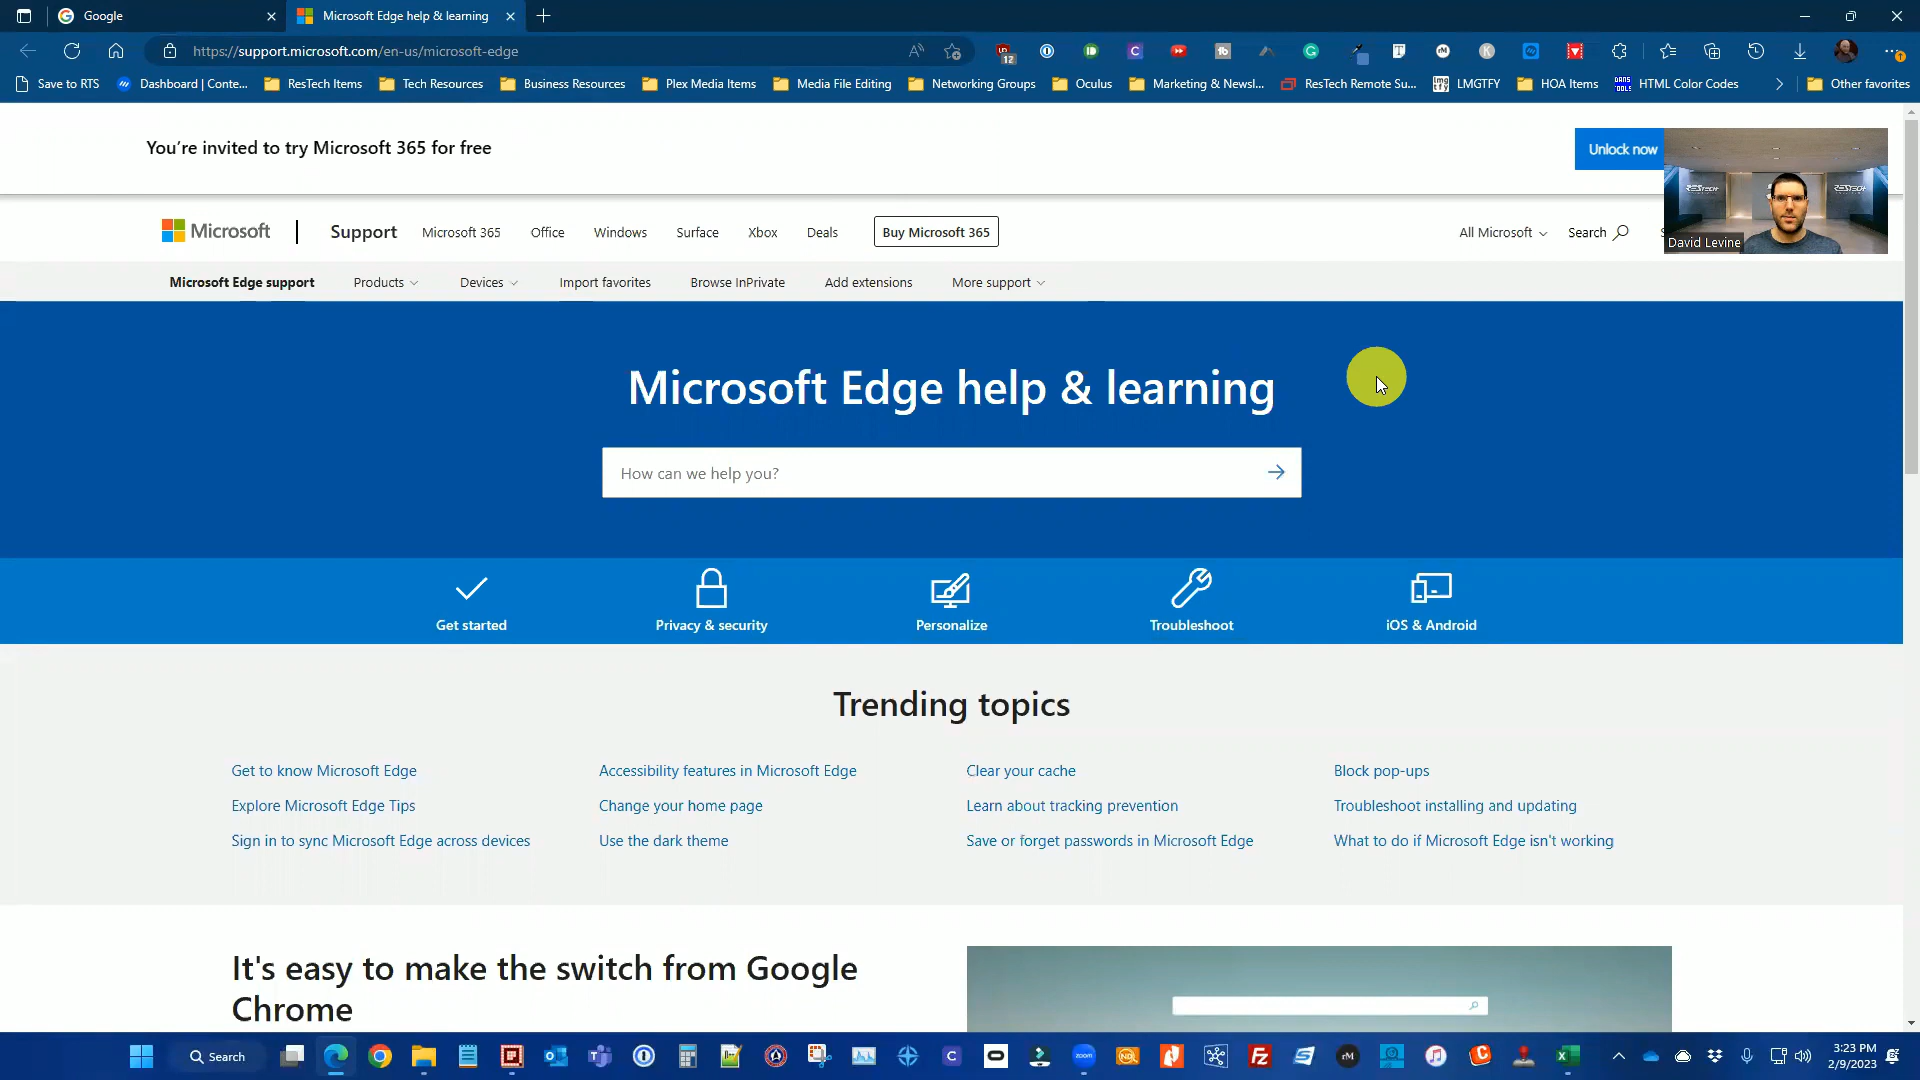 Google
Microsoft Edge help & learning
https://support.microsoft.com/en-us/microsoft-edge
12
Save to RTS
Dashboard | Conte...
ResTech Items
Tech Resources
Business Resources
Plex Media Items
Media File Editing
Networking Groups
Oculus
Marketing & Newsl...
ResTech Remote Su...
LMGTFY
HOA Items
HTML Color Codes
Other favorites
You're invited to try Microsoft 365 for free
Unlock now
RESTECH
RESTECH
David Levine
Microsoft
Support
Microsoft 365
Office
Windows
Surface
Xbox
Deals
Buy Microsoft 365
All Microsoft
Search
Microsoft Edge support
Products
Devices
Import favorites
Browse InPrivate
Add extensions
More support
Microsoft Edge help & learning
How can we help you?
Get started
Privacy & security
Personalize
Troubleshoot
iOS & Android
Trending topics
Get to know Microsoft Edge
Accessibility features in Microsoft Edge
Clear your cache
Block pop-ups
Explore Microsoft Edge Tips
Change your home page
Learn about tracking prevention
Troubleshoot installing and updating
Sign in to sync Microsoft Edge across devices
Use the dark theme
Save or forget passwords in Microsoft Edge
What to do if Microsoft Edge isn't working
It's easy to make the switch from Google
Chrome
Search
zoom
rM
3:23 PM
2/9/2023